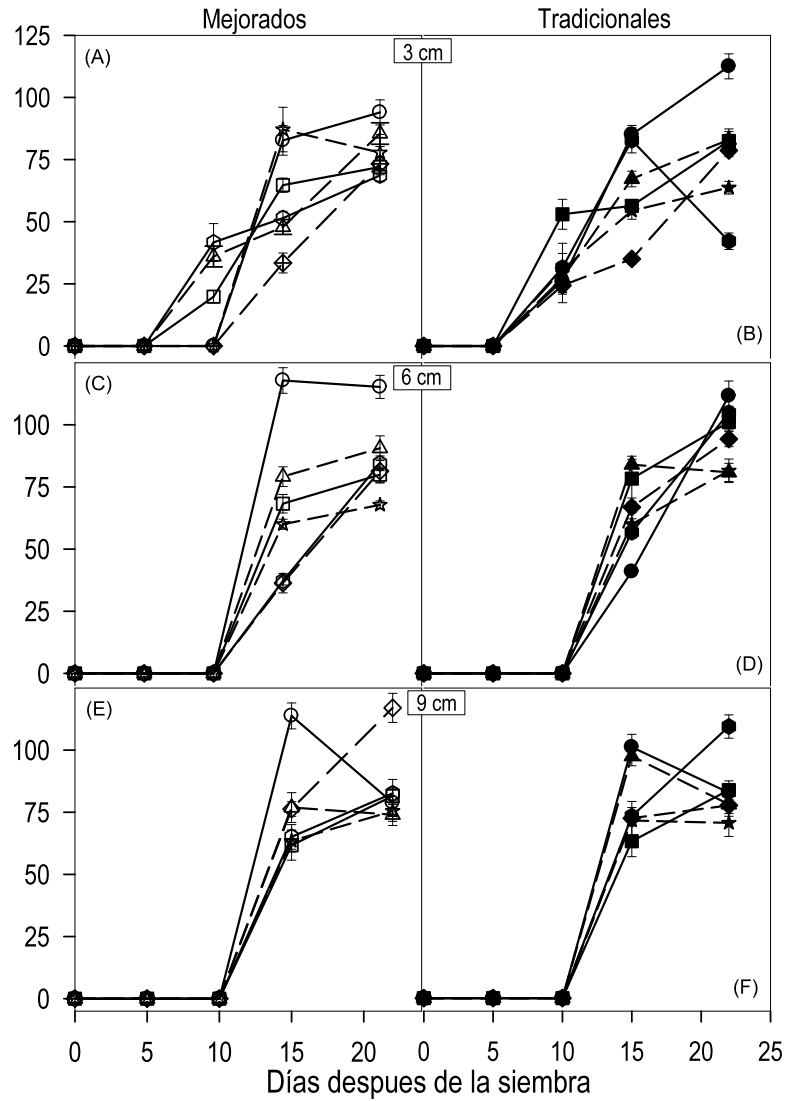 Mejorados Tradicionales
125 (A) 3 cm
100
75
50
25
0 (B)
(C) 6 cm
100
75
50
25
0 (D)
(E) 9 cm
100
75
50
25
0 (F)
0 5 10 15 20 0 5 10 15 20 25
Días despues de la siembra